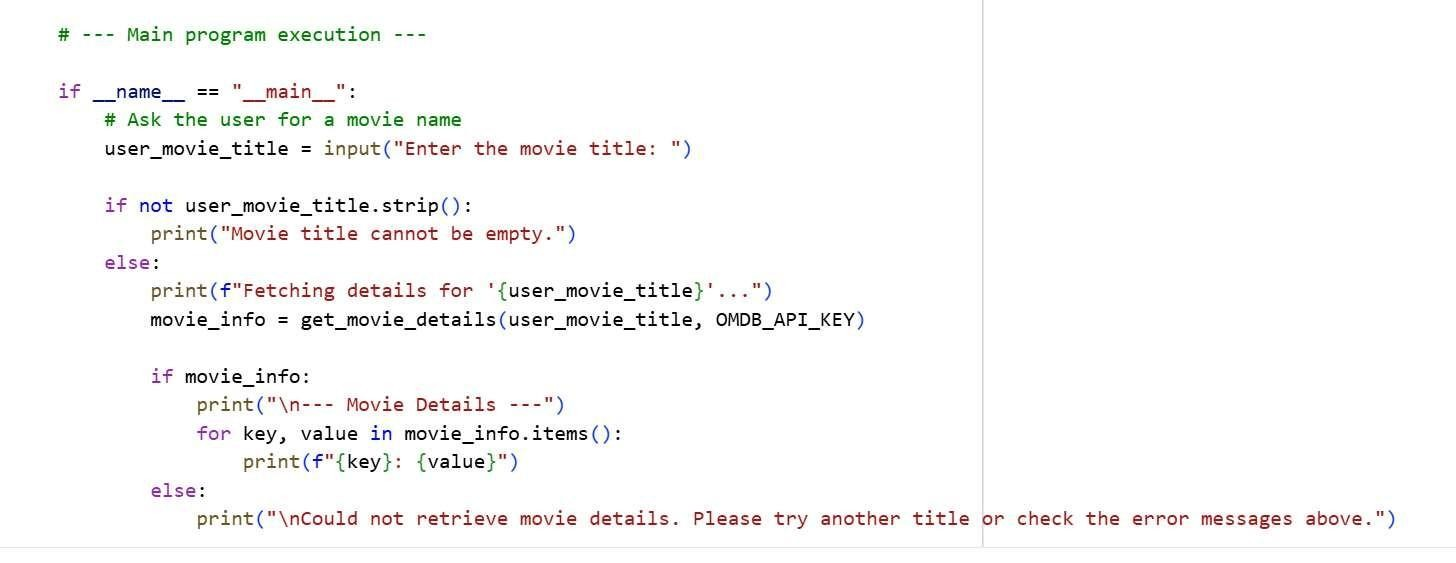 # --- Main program execution ---
if __name__ == "__main__":
# Ask the user for a movie name
user_movie_title = input("Enter the movie title: ")
if not user_movie_title.strip():
print("Movie title cannot be empty.")
else:
print(f"Fetching details for '{user_movie_title}'...")
movie_info = get_movie_details(user_movie_title, OMDB_API_KEY)
if movie_info:
print("\n--- Movie Details ---")
for key, value in movie_info.items():
print(f"{key}: {value}")
else:
print("\nCould not retrieve movie details. Please try another title or check the error messages above.")